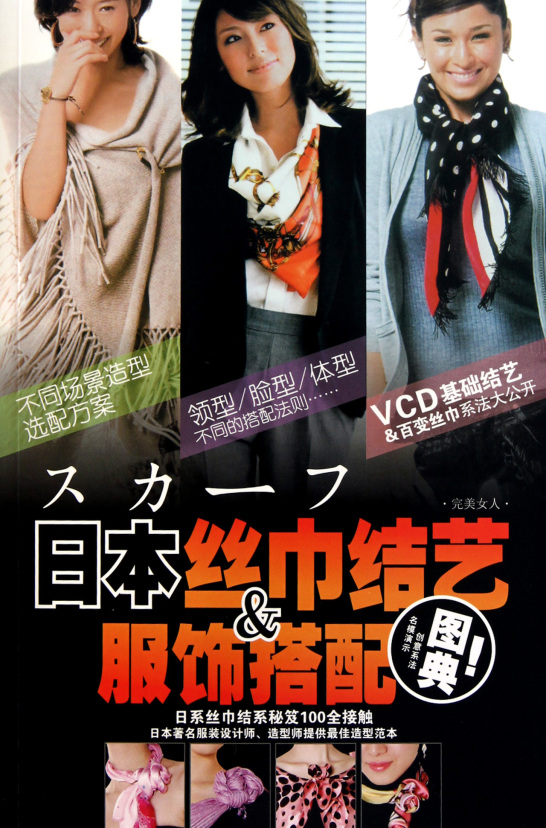 不同场景造型
选配方案
领型/脸型/体型
不同的搭配法则……
VCD基础结艺
&百变丝巾系法大公开
スカーフ
·完美女人·
日本丝巾结艺
&
服饰搭配
图典!
创意系法
名模演示
日系丝巾结系秘笈100全接触
日本著名服装设计师、造型师提供最佳造型范本